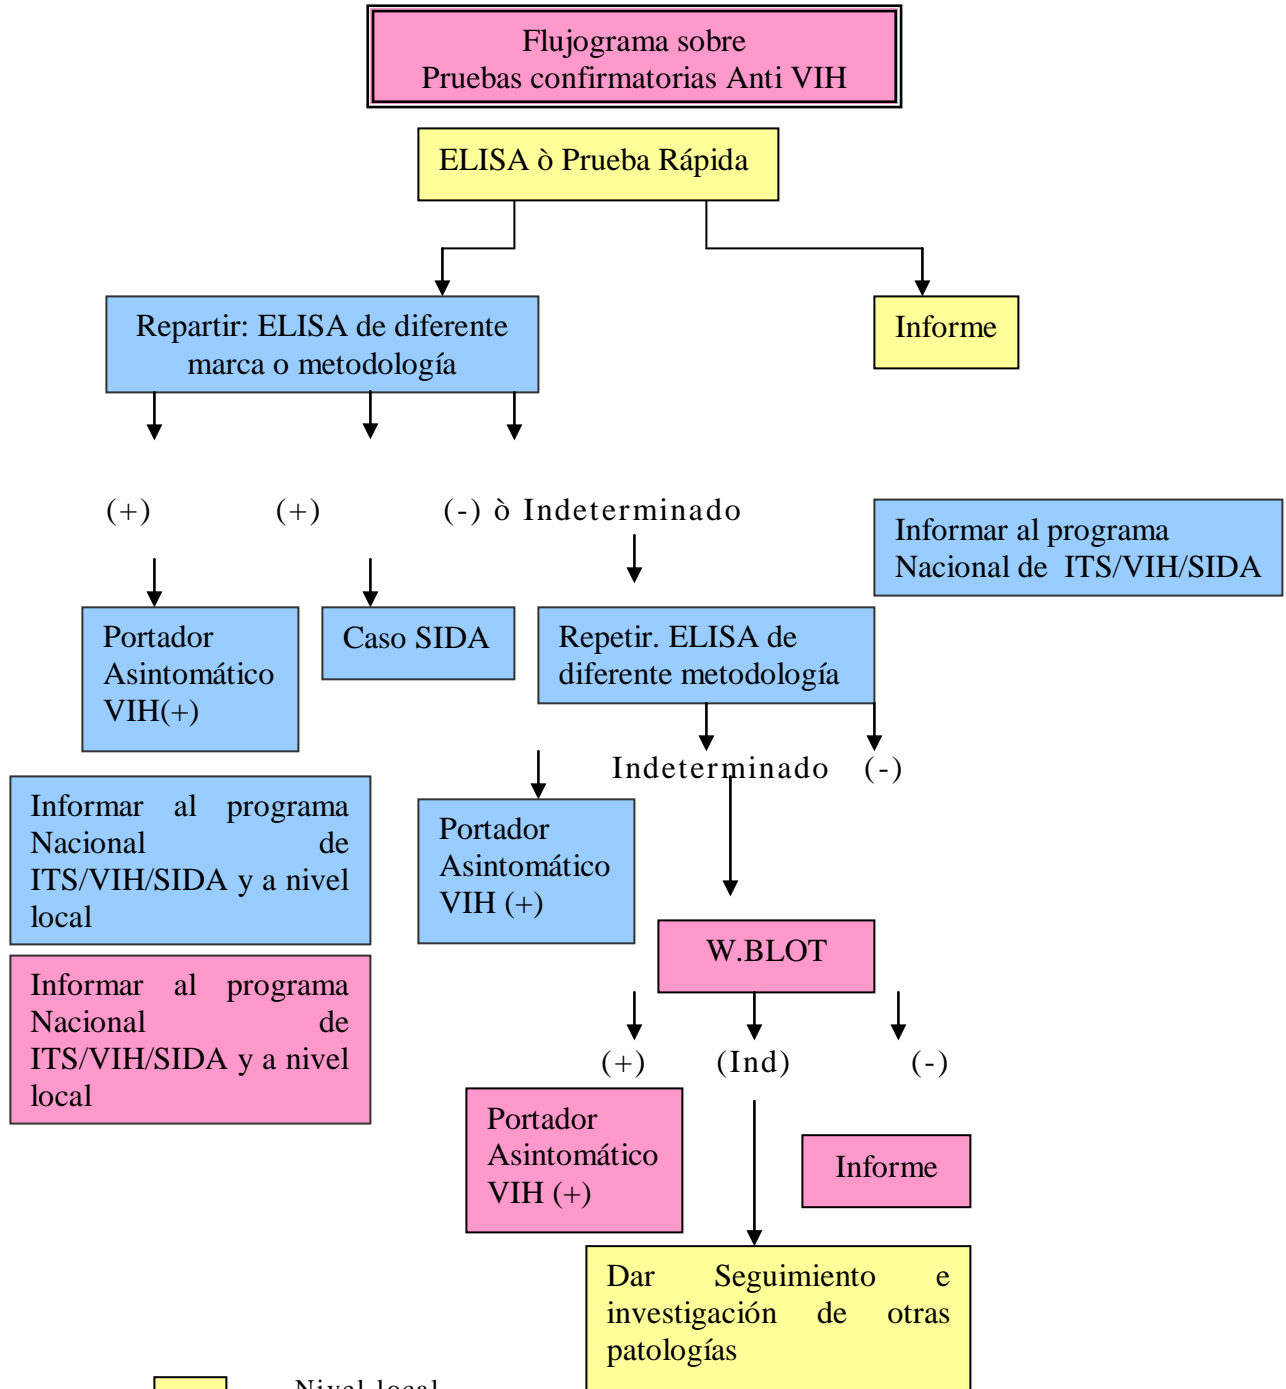 Flujograma sobre
Pruebas confirmatorias Anti VIH
ELISA ò Prueba Rápida
Repartir: ELISA de diferente
marca o metodología
Informe
(+) (+) (-) ò Indeterminado
Informar al programa
Nacional de ITS/VIH/SIDA
Portador
Asintomático
VIH(+)
Caso SIDA
Repetir. ELISA de
diferente metodología
Indeterminado (-)
Informar al programa
Nacional de
ITS/VIH/SIDA y a nivel
local
Portador
Asintomático
VIH (+)
W.BLOT
Informar al programa
Nacional de
ITS/VIH/SIDA y a nivel
local
(+) (Ind) (-)
Portador
Asintomático
VIH (+)
Informe
Dar Seguimiento e
investigación de otras
patologías
Nivel local